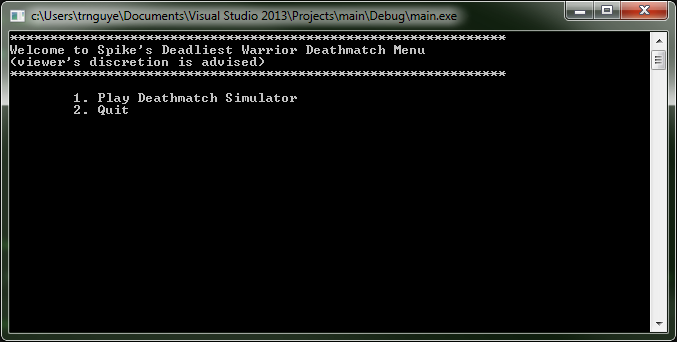 c:\Users\trnguye\Documents\Visual Studio 2013\Projects\main\Debug\main.exe
**************************************************************
Welcome to Spike's Deadliest Warrior Deathmatch Menu
(viewer's discretion is advised)
**************************************************************
1. Play Deathmatch Simulator
2. Quit